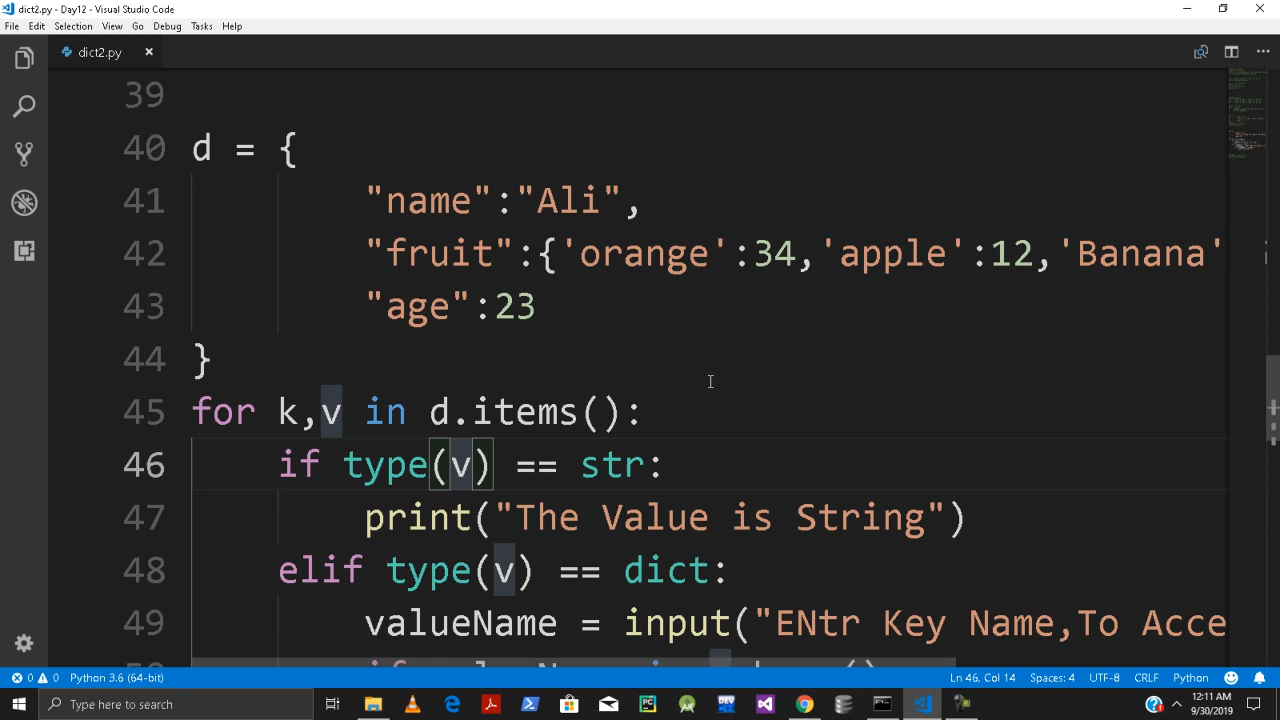 dict2.py - Day12 - Visual Studio Code
File Edit Selection View Go Debug Tasks Help
dict2.py
39
40 d = {
41 "name":"Ali",
42 "fruit":{'orange':34,'apple':12,'Banana'
43 "age":23
44 }
45 for k,v in d.items():
46 if type(v) == str:
47 print("The Value is String")
48 elif type(v) == dict:
49 valueName = input("ENtr Key Name,To Acce
0 0 Python 3.6 (64-bit) Ln 46, Col 14 Spaces: 4 UTF-8 CRLF Python
Type here to search
12:11 AM
9/30/2019